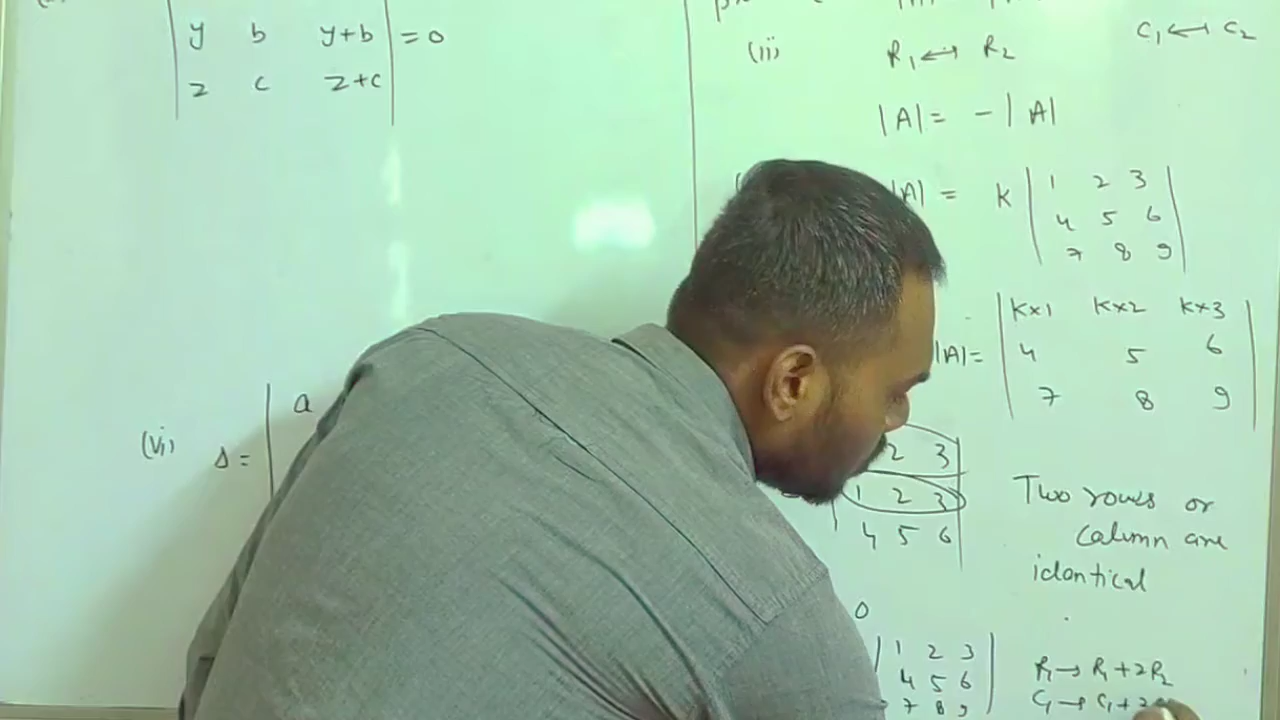 y b y+b = 0
z c z+c
(vi) Δ = a
(ii) R₁ ↔ R₂ C₁ ↔ C₂
|A| = - |A|
|A| = K | 1 2 3
4 5 6
7 8 9 |
|A| = | K×1 K×2 K×3
4 5 6
7 8 9 |
2 3
1 2 3
4 5 6
Two rows or
column are
identical
0
1 2 3
4 5 6
7 8 9
R₁ → R₁ + 2R₂
C₁ → C₁ + 2